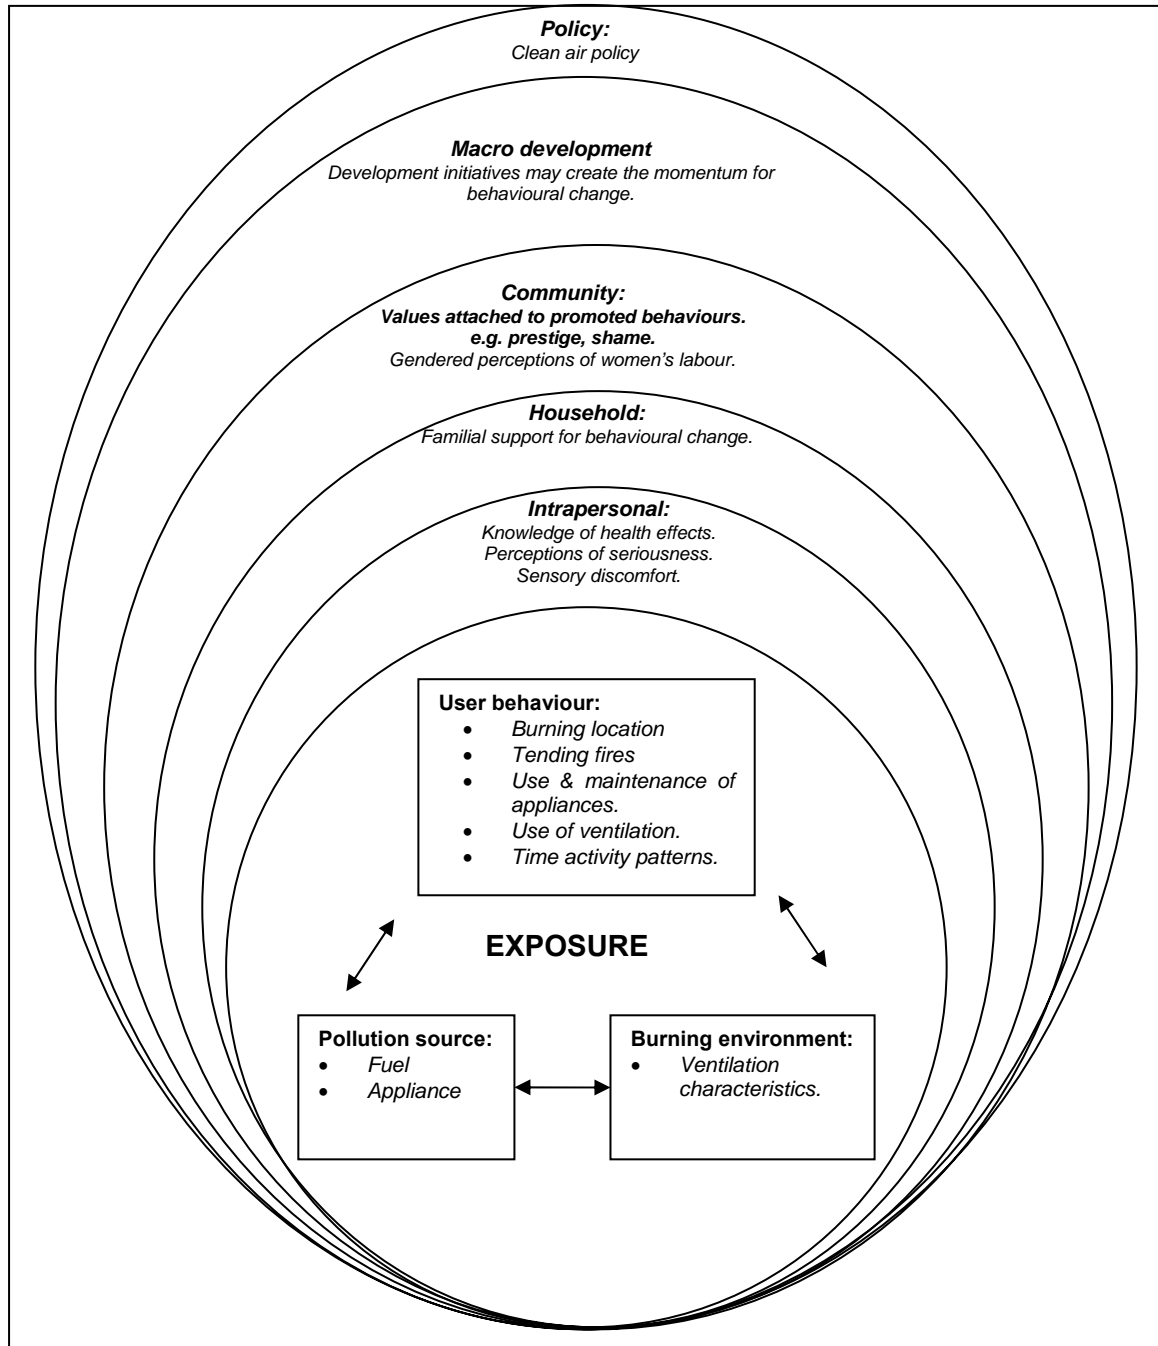 Policy:
Clean air policy
Macro development
Development initiatives may create the momentum for
behavioural change.
Community:
Values attached to promoted behaviours.
e.g. prestige, shame.
Gendered perceptions of women's labour.
Household:
Familial support for behavioural change.
Intrapersonal:
Knowledge of health effects.
Perceptions of seriousness.
Sensory discomfort.
User behaviour:
• Burning location
• Tending fires
• Use & maintenance of
appliances.
• Use of ventilation.
• Time activity patterns.
EXPOSURE
Pollution source:
• Fuel
• Appliance
Burning environment:
• Ventilation
characteristics.